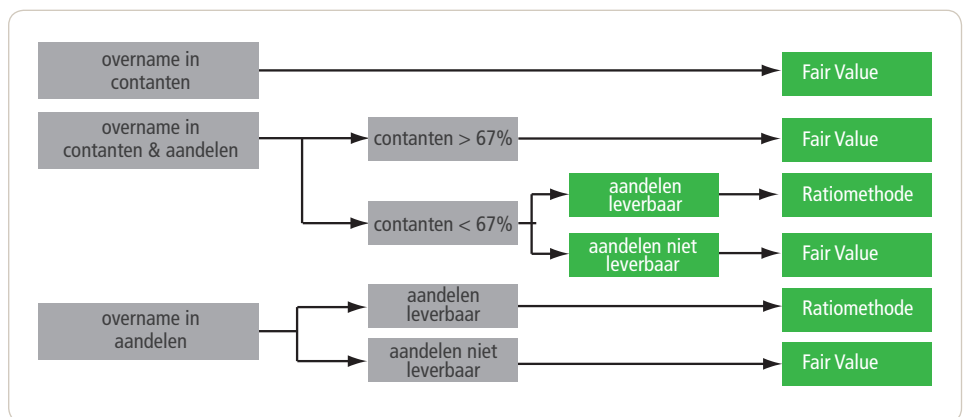 overname in
contanten
Fair Value
overname in
contanten & aandelen
contanten > 67%
Fair Value
contanten < 67%
aandelen
leverbaar
Ratiomethode
aandelen niet
leverbaar
Fair Value
overname in
aandelen
aandelen
leverbaar
Ratiomethode
aandelen niet
leverbaar
Fair Value